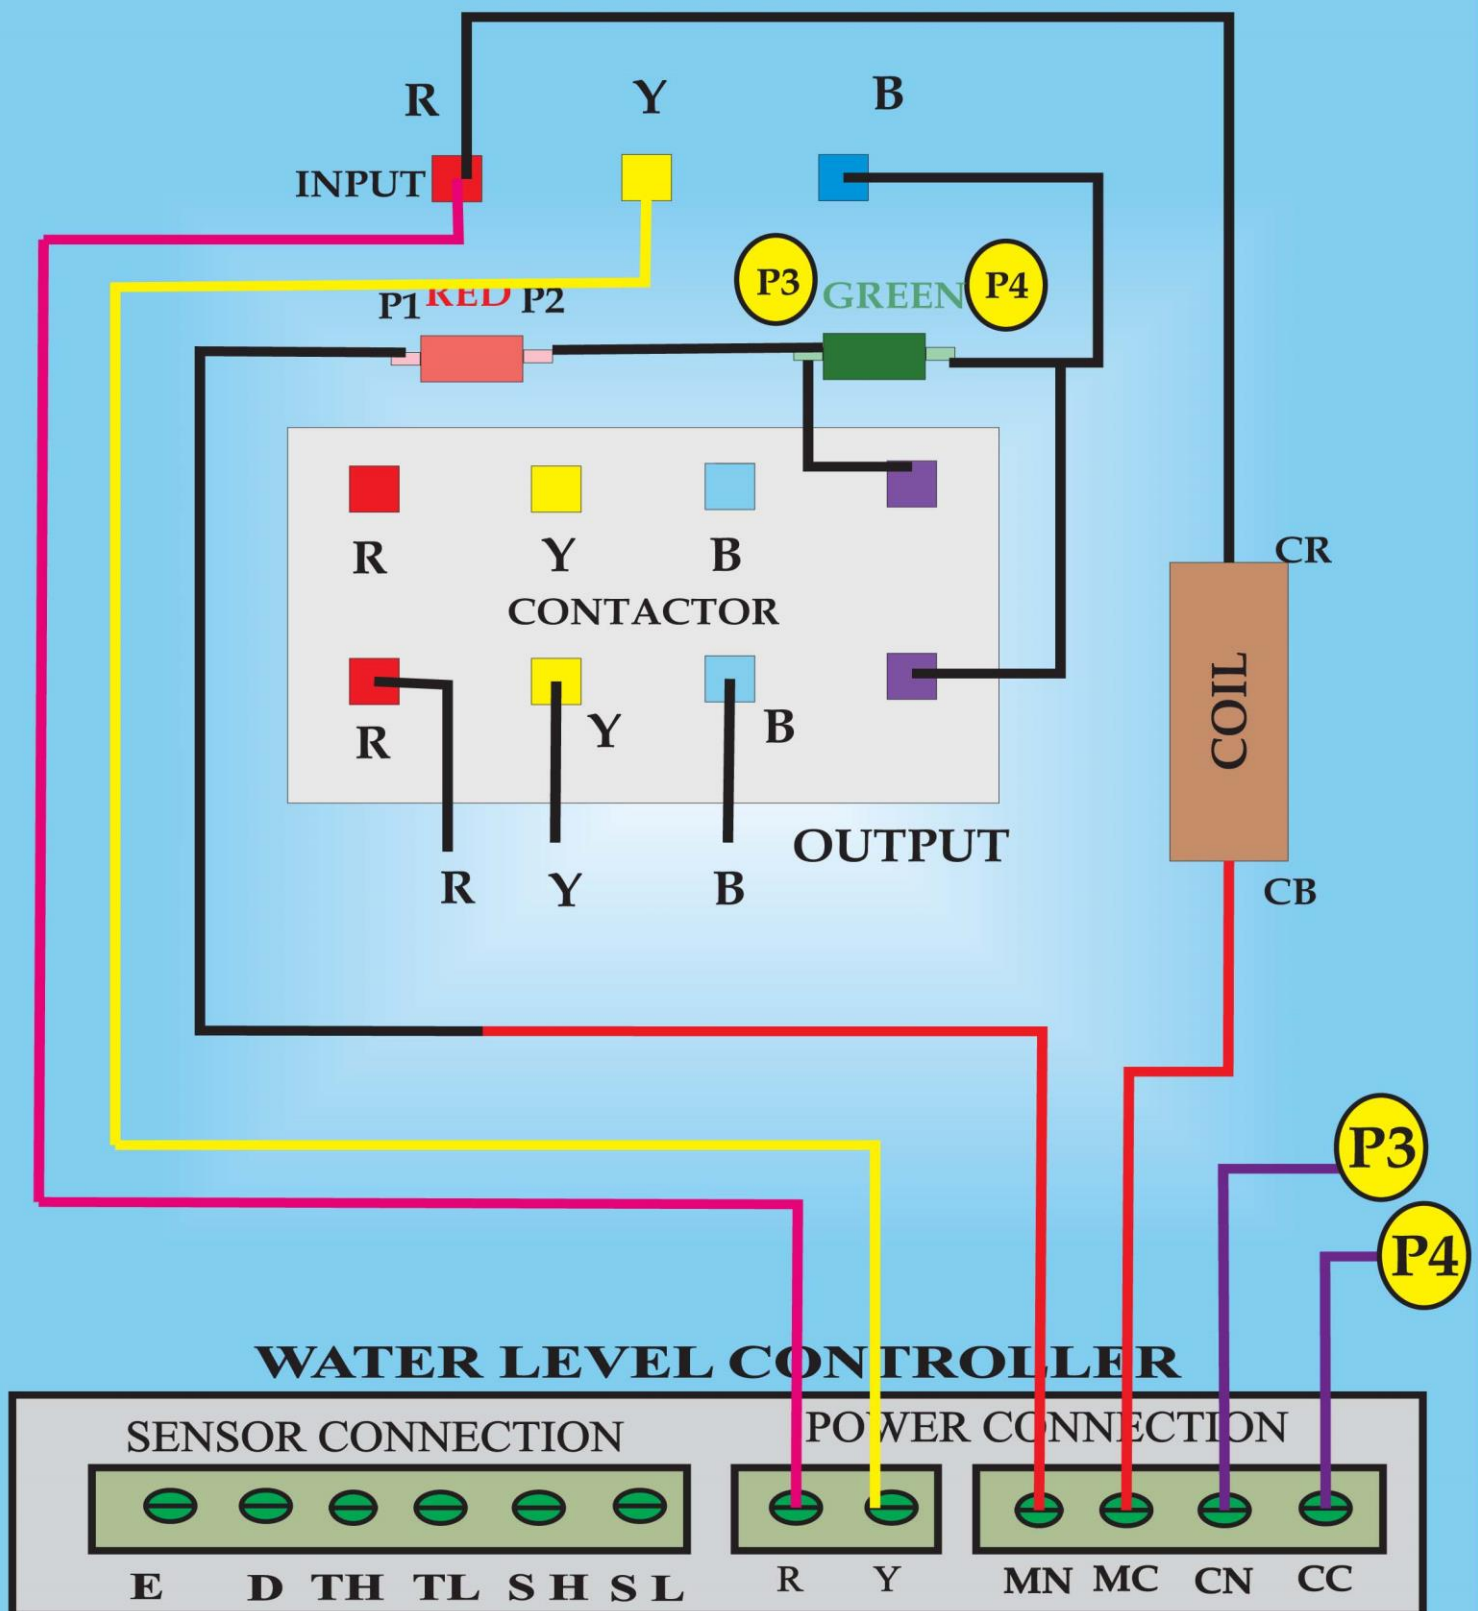 R Y B
INPUT
P3 GREEN P4
P1 RED P2
R Y B
CONTACTOR
CR
COIL
R Y B
OUTPUT
R Y B
CB
P3
P4
WATER LEVEL CONTROLLER
SENSOR CONNECTION POWER CONNECTION
E D TH TL S H S L R Y MN MC CN CC